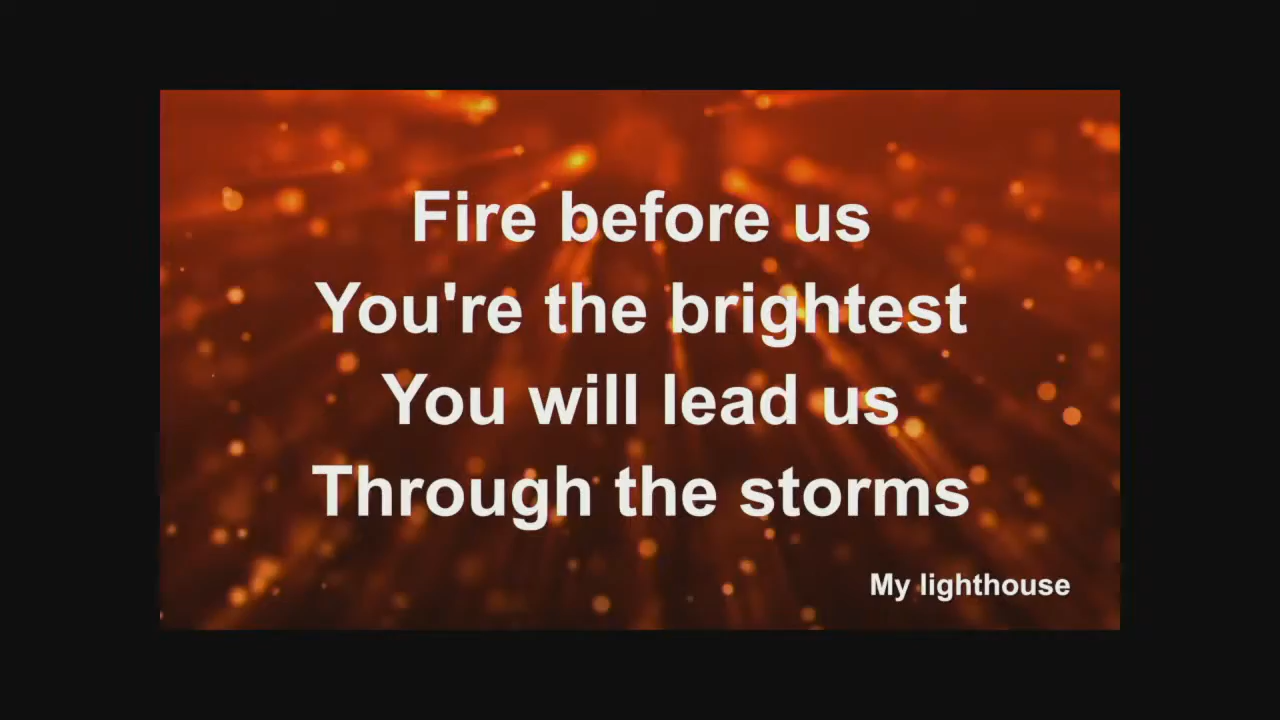 Fire before us
You're the brightest
You will lead us
Through the storms
My lighthouse